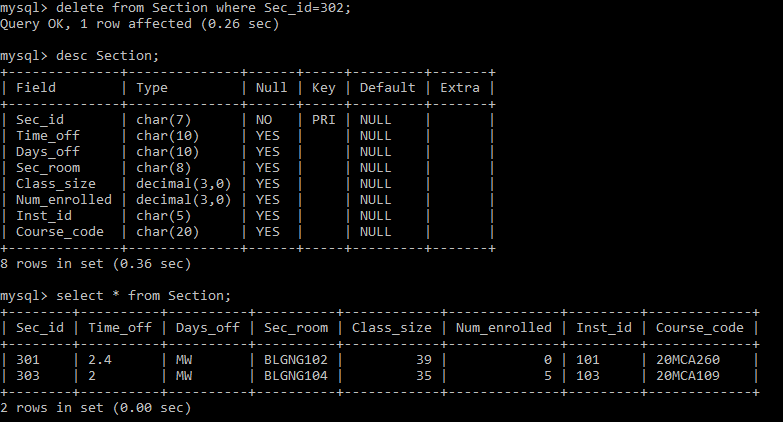 mysql> delete from Section where Sec_id=302;
Query OK, 1 row affected (0.26 sec)
mysql> desc Section;
+--------------+--------------+------+-----+---------+-------+
| Field        | Type         | Null | Key | Default | Extra |
+--------------+--------------+------+-----+---------+-------+
| Sec_id       | char(7)      | NO   | PRI | NULL    |       |
| Time_off     | char(10)     | YES  |     | NULL    |       |
| Days_off     | char(10)     | YES  |     | NULL    |       |
| Sec_room     | char(8)      | YES  |     | NULL    |       |
| Class_size   | decimal(3,0) | YES  |     | NULL    |       |
| Num_enrolled | decimal(3,0) | YES  |     | NULL    |       |
| Inst_id      | char(5)      | YES  |     | NULL    |       |
| Course_code  | char(20)     | YES  |     | NULL    |       |
+--------------+--------------+------+-----+---------+-------+
8 rows in set (0.36 sec)
mysql> select * from Section;
+--------+----------+----------+----------+------------+--------------+---------+-------------+
| Sec_id | Time_off | Days_off | Sec_room | Class_size | Num_enrolled | Inst_id | Course_code |
+--------+----------+----------+----------+------------+--------------+---------+-------------+
| 301    | 2.4      | MW       | BLGNG102 |         39 |            0 | 101     | 20MCA260    |
| 303    | 2        | MW       | BLGNG104 |         35 |            5 | 103     | 20MCA109    |
+--------+----------+----------+----------+------------+--------------+---------+-------------+
2 rows in set (0.00 sec)